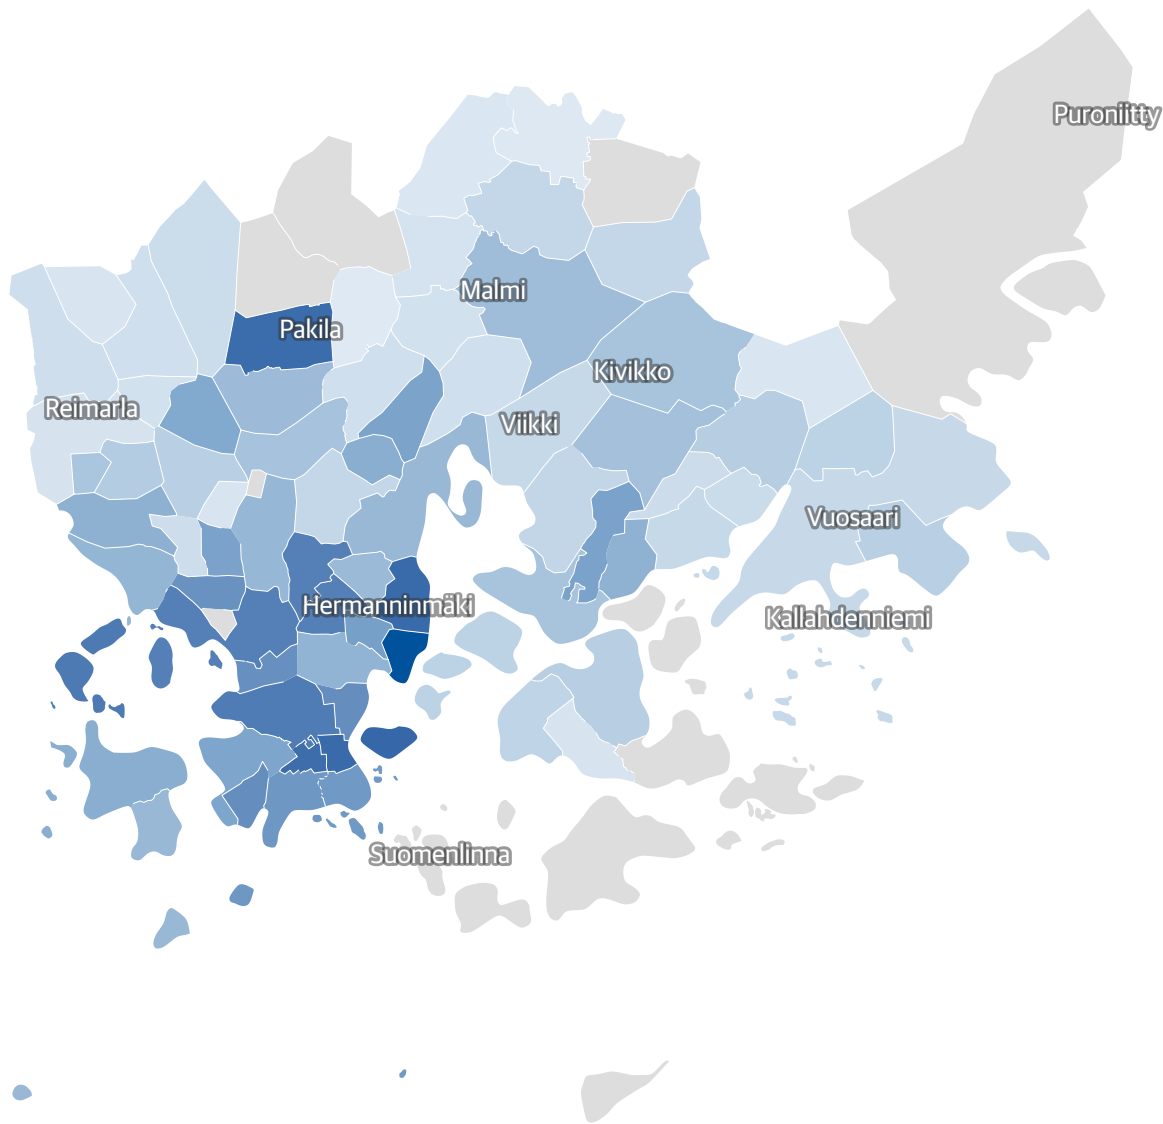 Puroniitty
Malmi
Pakila
Kivikko
Reimarla
Viikki
Vuosaari
Hermanninmäki
Kallahdenniemi
Suomenlinna